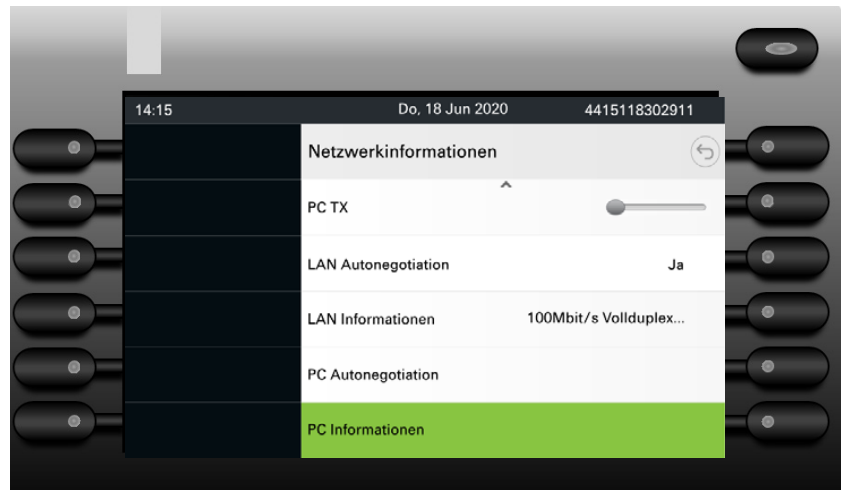 14:15 Do, 18 Jun 2020 4415118302911
Netzwerkinformationen
PC TX
LAN Autonegotiation Ja
LAN Informationen 100Mbit/s Vollduplex...
PC Autonegotiation
PC Informationen